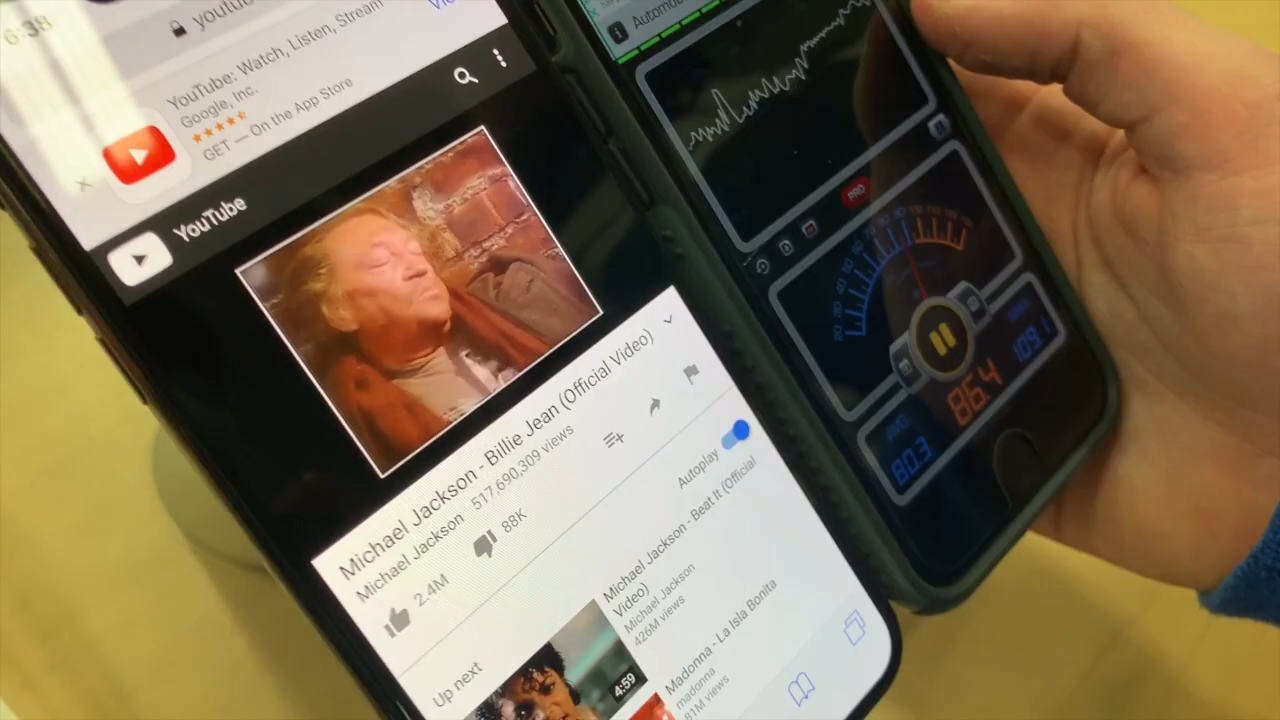 6:38
YouTube: Watch, Listen, Stream
Google, Inc.
GET — On the App Store
YouTube
Michael Jackson - Billie Jean (Official Video)
Michael Jackson 517,690,309 views
2.4M 88K
Autoplay
Up next
Michael Jackson - Beat It (Official
Video)
Michael Jackson
426M views
4:59
Madonna - La Isla Bonita
madonna
81M views
PRO
AVG
80.3
86.4
109.1